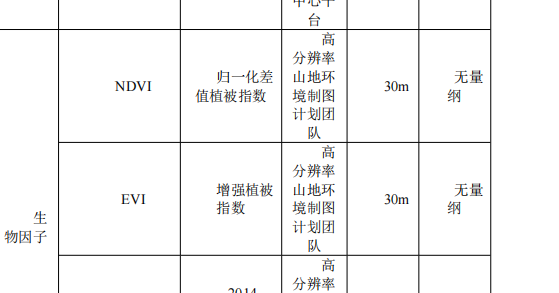 中心平
台
生
物因子
NDVI
归一化差
值植被指数
高
分辨率
山地环
境制图
计划团
队
30m
无量
纲
EVI
增强植被
指数
高
分辨率
山地环
境制图
计划团
队
30m
无量
纲
2014
高
分辨率